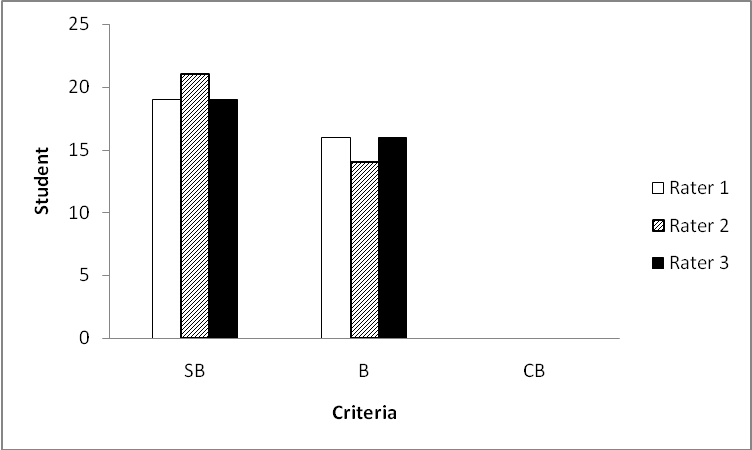 25
20
15
10
5
0
Student
SB B CB
Criteria
Rater 1
Rater 2
Rater 3